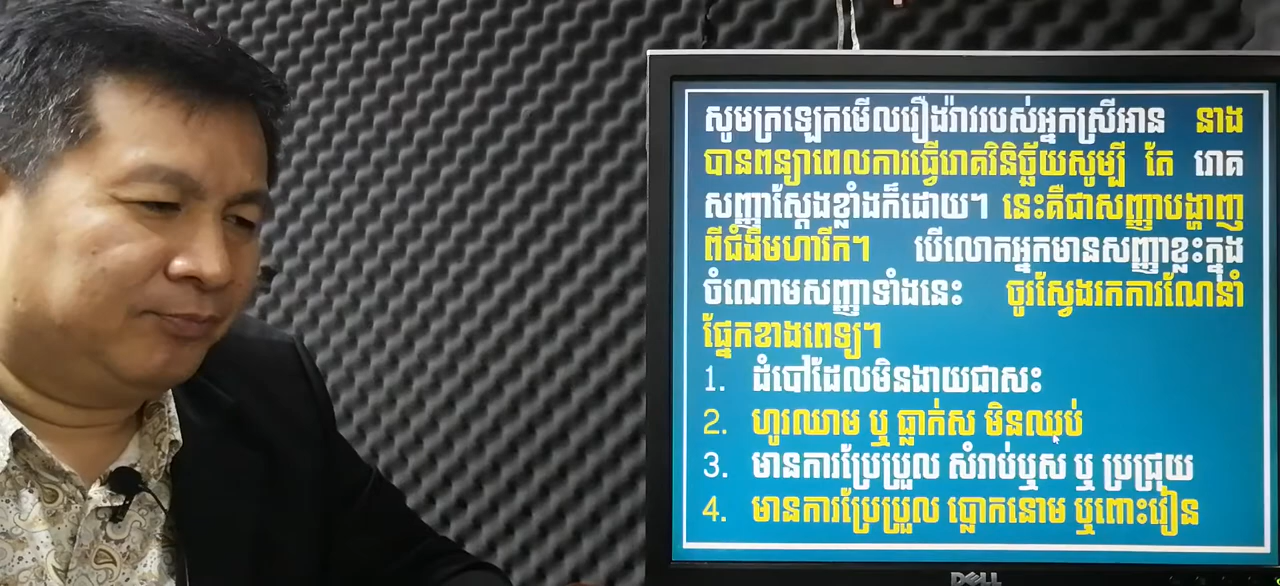 សូមក្រឡេកមើលរឿងរ៉ាវរបស់អ្នកស្រីអាន នាង
បានពន្យាពេលការធ្វើរោគវិនិច្ឆ័យសូម្បី តែ រោគ
សញ្ញាស្តែងខ្លាំងក៏ដោយ។ នេះគឺជាសញ្ញាបង្ហាញ
ពីជំងឺមហារីក។ បើលោកអ្នកមានសញ្ញាខ្លះក្នុង
ចំណោមសញ្ញាទាំងនេះ ចូរស្វែងរកការណែនាំ
ផ្នែកខាងពេទ្យ។
1. ដំបៅដែលមិនងាយជាសះ
2. ហូរឈាម ឬ ធ្លាក់ស មិនឈប់
3. មានការប្រែប្រួល សំរាប់ឬស ឬ ប្រជ្រុយ
4. មានការប្រែប្រួល ប្លោកនោម ឬពោះវៀន
DELL